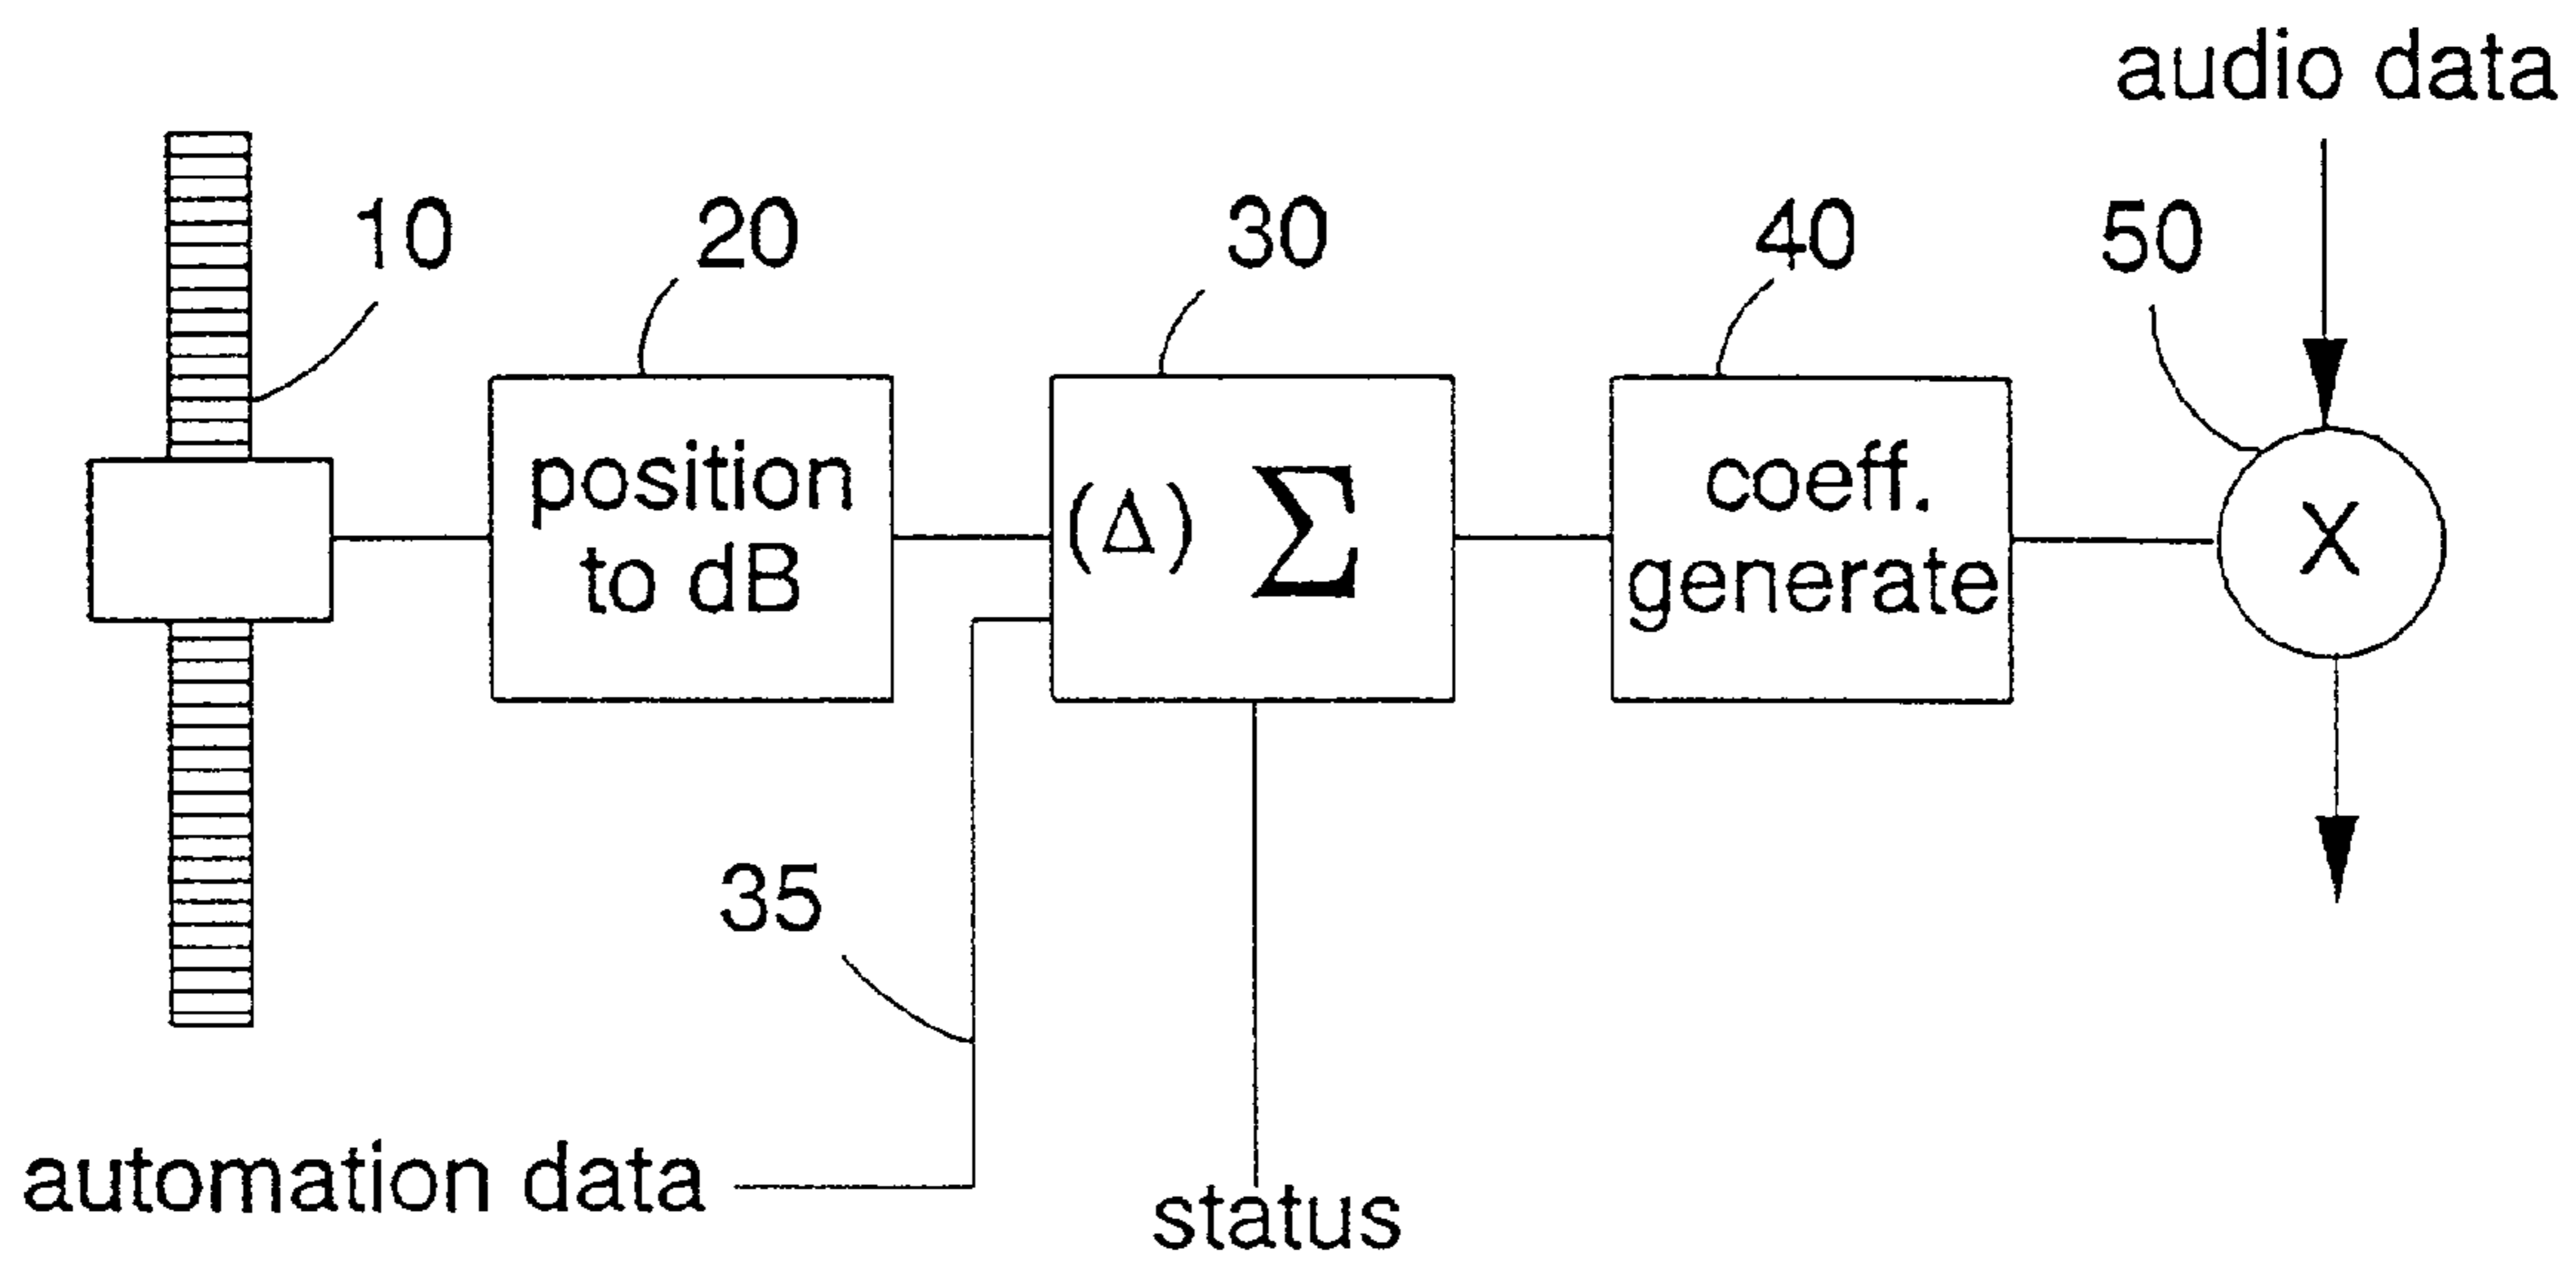 audio data
10
20
30
40
50
position
to dB
(Δ) Σ
coeff.
generate
X
35
automation data
status